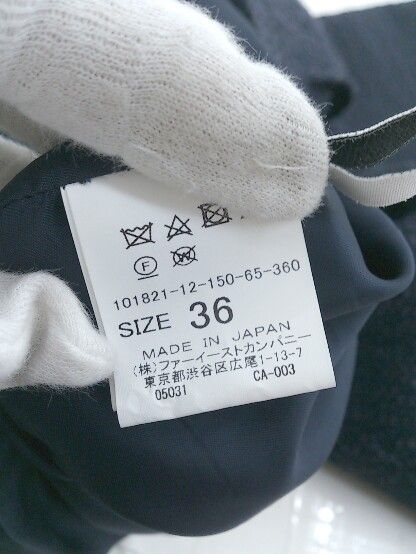 F W
101821-12-150-65-360
SIZE 36
MADE IN JAPAN
(株)ファーイーストカンパニー
東京都渋谷区広尾1-13-7
05031 CA-003